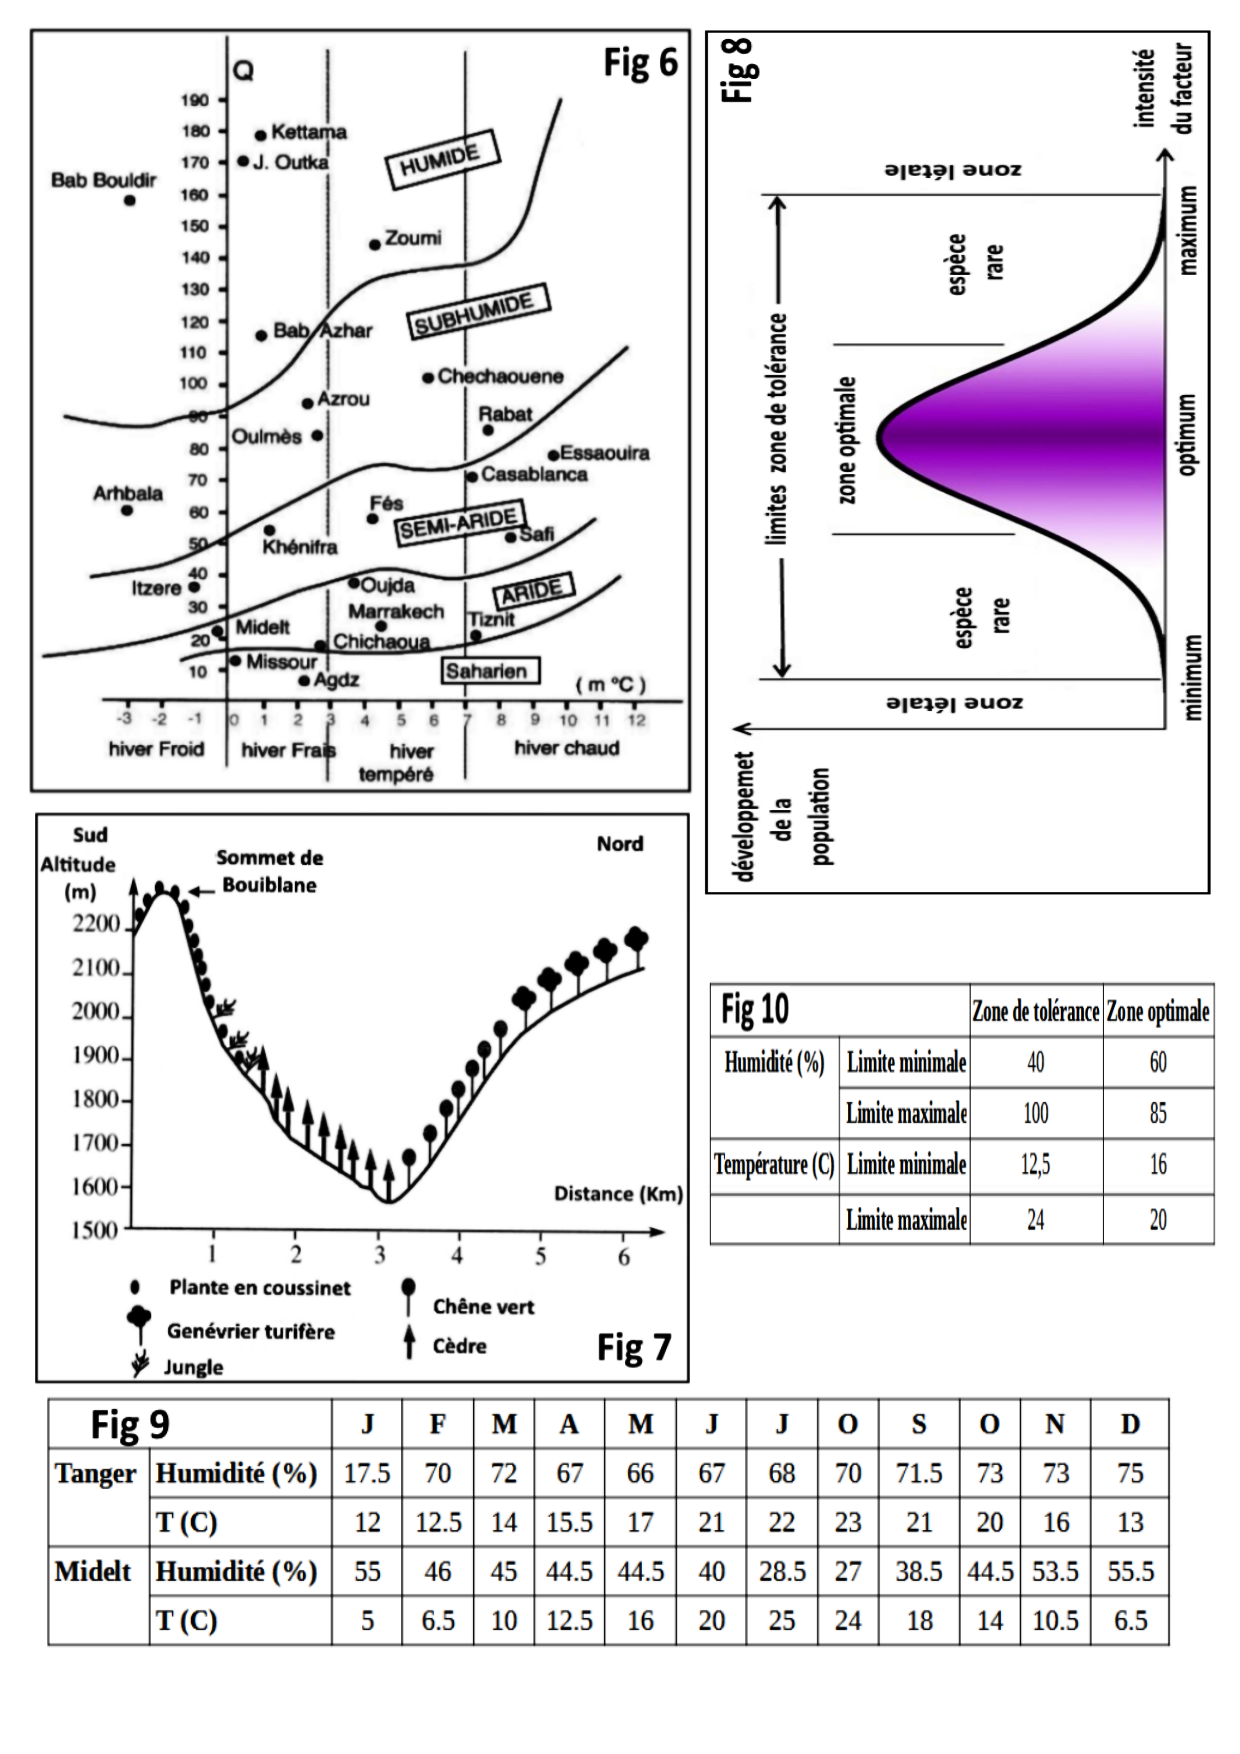 Fig 6
Q
190
180
170
160
150
140
130
120
110
100
90
80
70
60
50
40
30
20
10
Kettama
J. Outka
Bab Bouldir
Zoumi
HUMIDE
Bab Azhar
SUBHUMIDE
Chechaouene
Azrou
Rabat
Oulmès
Essaouira
Casablanca
Arhbala
Fés
SEMI-ARIDE
Khénifra
Safi
Itzere
Oujda
ARIDE
Marrakech
Midelt
Tiznit
Chichaoua
Missour
Saharien
Agdz
( m °C )
-3 -2 -1 0 1 2 3 4 5 6 7 8 9 10 11 12
hiver Froid
hiver Frais
hiver
tempéré
hiver chaud
Fig 8
intensité
du facteur
zone létale
maximum
espèce
rare
limites zone de tolérance
zone optimale
optimum
espèce
rare
zone létale
minimum
développemet
de la
population
Sud
Altitude
(m)
Nord
Sommet de
Bouiblane
2200
2100
2000
1900
1800
1700
1600
1500
Distance (Km)
1 2 3 4 5 6
Plante en coussinet
Chêne vert
Genévrier turifère
Cèdre
Jungle
Fig 7
Fig 10 Zone de tolérance Zone optimale
Humidité (%) Limite minimale 40 60
Limite maximale 100 85
Température (C) Limite minimale 12,5 16
Limite maximale 24 20
Fig 9 J F M A M J J O S O N D
Tanger Humidité (%) 17.5 70 72 67 66 67 68 70 71.5 73 73 75
T (C) 12 12.5 14 15.5 17 21 22 23 21 20 16 13
Midelt Humidité (%) 55 46 45 44.5 44.5 40 28.5 27 38.5 44.5 53.5 55.5
T (C) 5 6.5 10 12.5 16 20 25 24 18 14 10.5 6.5